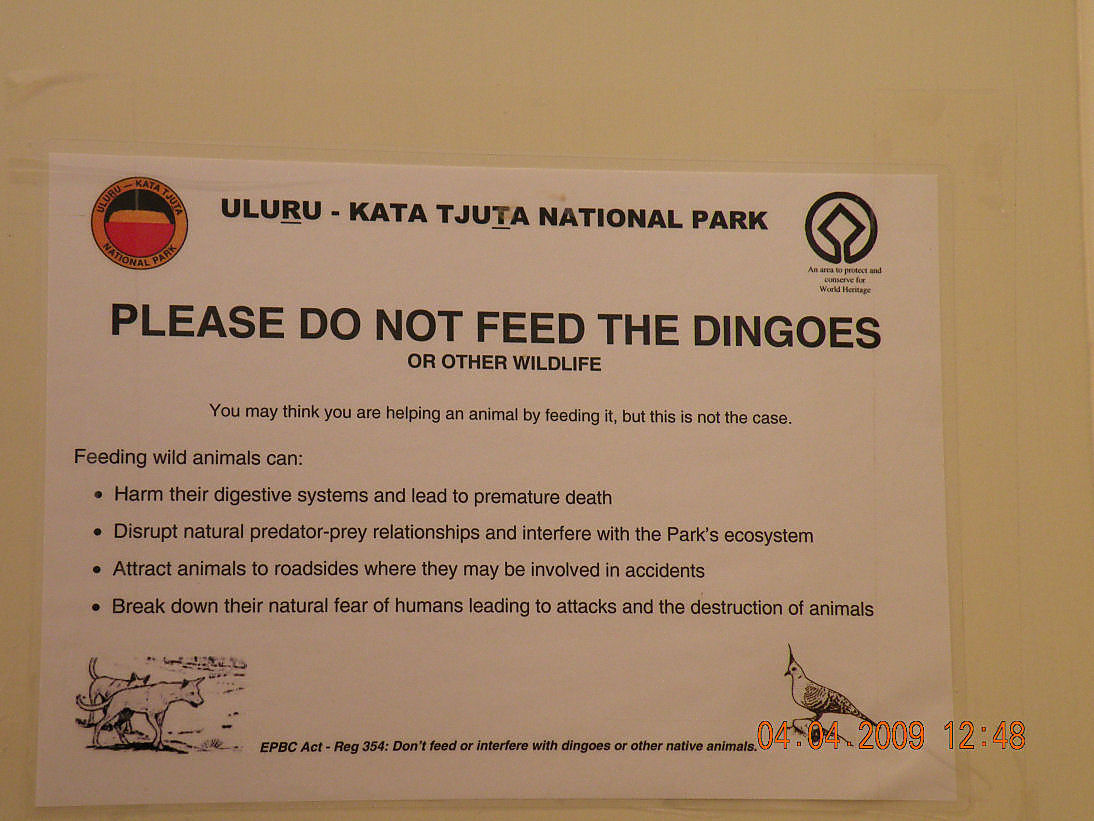 ULURU - KATA TJUTA
NATIONAL PARK
ULUṞU - KATA TJUṮA NATIONAL PARK
An area to protect and
conserve for
World Heritage
PLEASE DO NOT FEED THE DINGOES
OR OTHER WILDLIFE
You may think you are helping an animal by feeding it, but this is not the case.
Feeding wild animals can:
• Harm their digestive systems and lead to premature death
• Disrupt natural predator-prey relationships and interfere with the Park's ecosystem
• Attract animals to roadsides where they may be involved in accidents
• Break down their natural fear of humans leading to attacks and the destruction of animals
EPBC Act - Reg 354: Don't feed or interfere with dingoes or other native animals.
04.04.2009 12:48